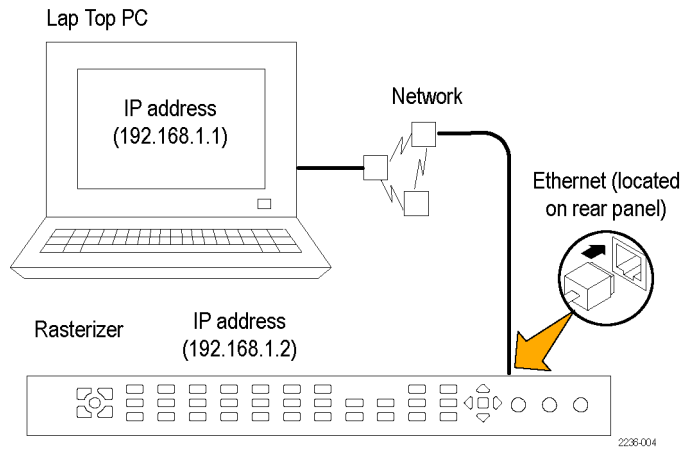 Lap Top PC
IP address
(192.168.1.1)
Network
Ethernet (located
on rear panel)
Rasterizer
IP address
(192.168.1.2)
2236-004